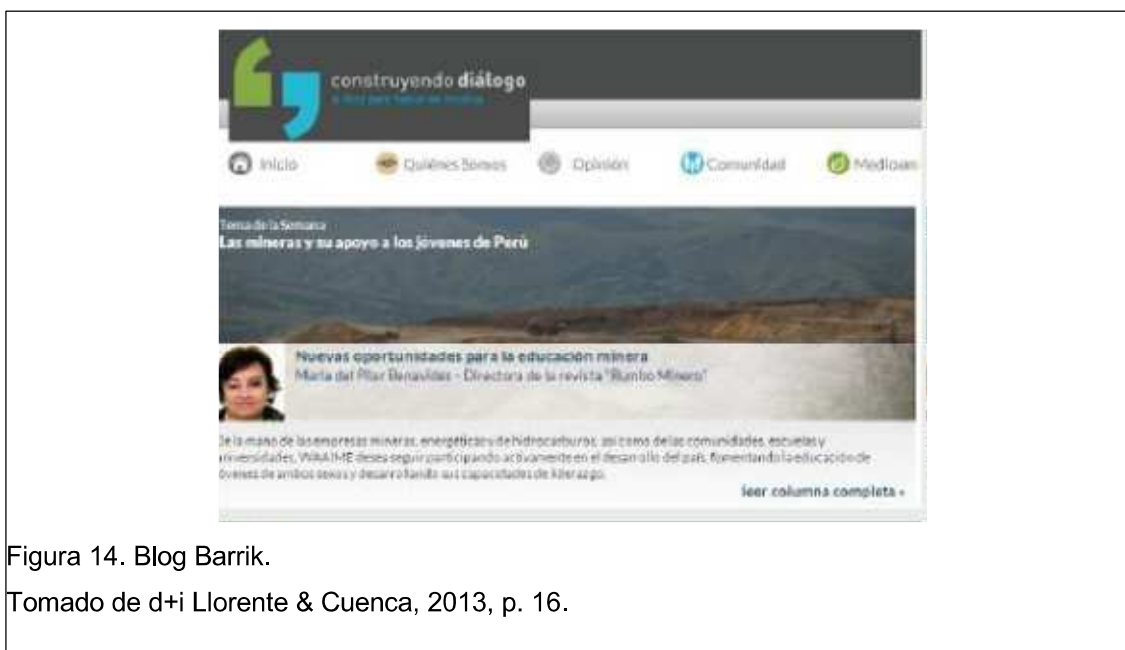 construyendo diálogo
Inicio
Quiénes Somos
Opinión
Comunidad
Tema de la Semana
Las mineras y su apoyo a los jóvenes de Perú
Nuevas oportunidades para la educación minera
María del Pilar Benavides - Directora de la revista "Rumbo Minero"
De la mano de las empresas mineras, energéticas y de hidrocarburos, así como de las comunidades, escuelas y
universidades, WAAIME desea seguir participando activamente en el desarrollo del país, fomentando la educación de
jóvenes de ambos sexos y desarrollando sus capacidades de liderazgo.
leer columna completa »
Figura 14. Blog Barrik.
Tomado de d+i Llorente & Cuenca, 2013, p. 16.